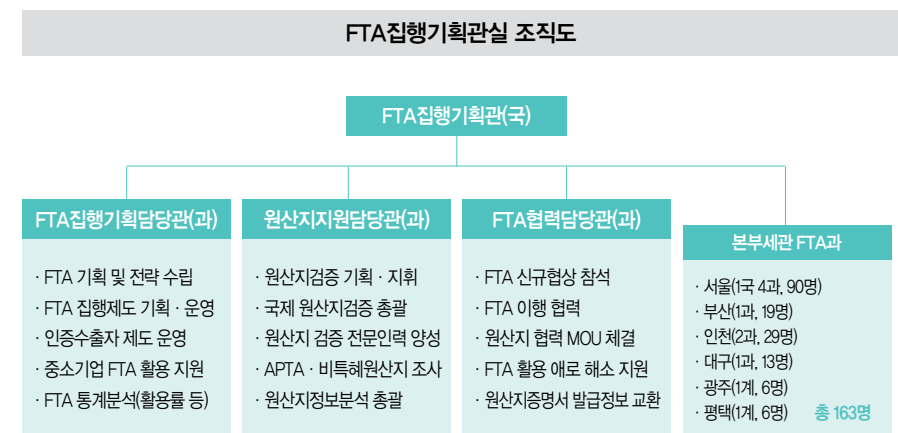 FTA집행기획관실 조직도
FTA집행기획관(국)
FTA집행기획담당관(과)
· FTA 기획 및 전략 수립
· FTA 집행제도 기획 · 운영
· 인증수출자 제도 운영
· 중소기업 FTA 활용 지원
· FTA 통계분석(활용률 등)
원산지지원담당관(과)
· 원산지검증 기획 · 지휘
· 국제 원산지검증 총괄
· 원산지 검증 전문인력 양성
· APTA · 비특혜원산지 조사
· 원산지정보분석 총괄
FTA협력담당관(과)
· FTA 신규협상 참석
· FTA 이행 협력
· 원산지 협력 MOU 체결
· FTA 활용 애로 해소 지원
· 원산지증명서 발급정보 교환
본부세관 FTA과
· 서울(1국 4과, 90명)
· 부산(1과, 19명)
· 인천(2과, 29명)
· 대구(1과, 13명)
· 광주(1계, 6명)
· 평택(1계, 6명) 총 163명